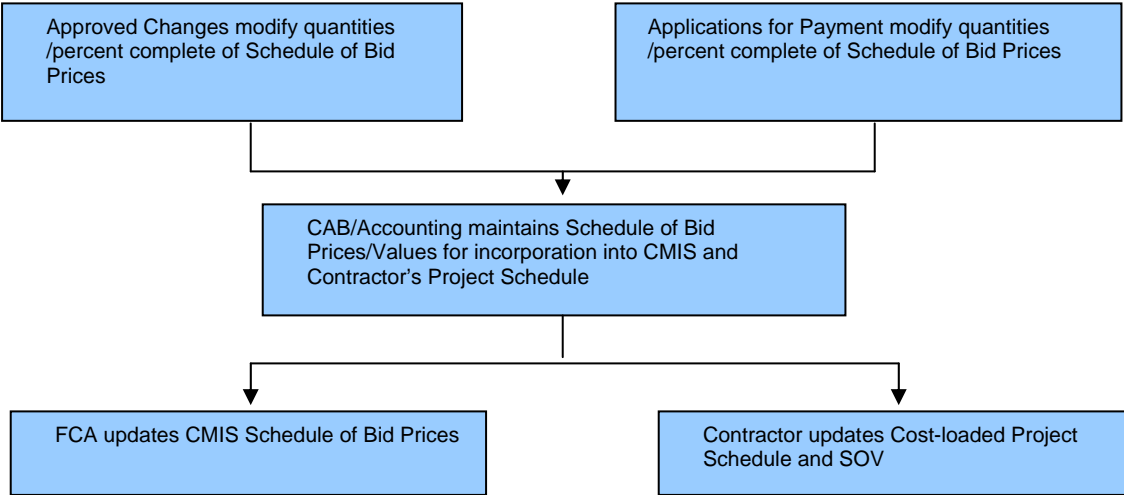 Approved Changes modify quantities
/percent complete of Schedule of Bid
Prices
Applications for Payment modify quantities
/percent complete of Schedule of Bid Prices
CAB/Accounting maintains Schedule of Bid
Prices/Values for incorporation into CMIS and
Contractor’s Project Schedule
FCA updates CMIS Schedule of Bid Prices
Contractor updates Cost-loaded Project
Schedule and SOV